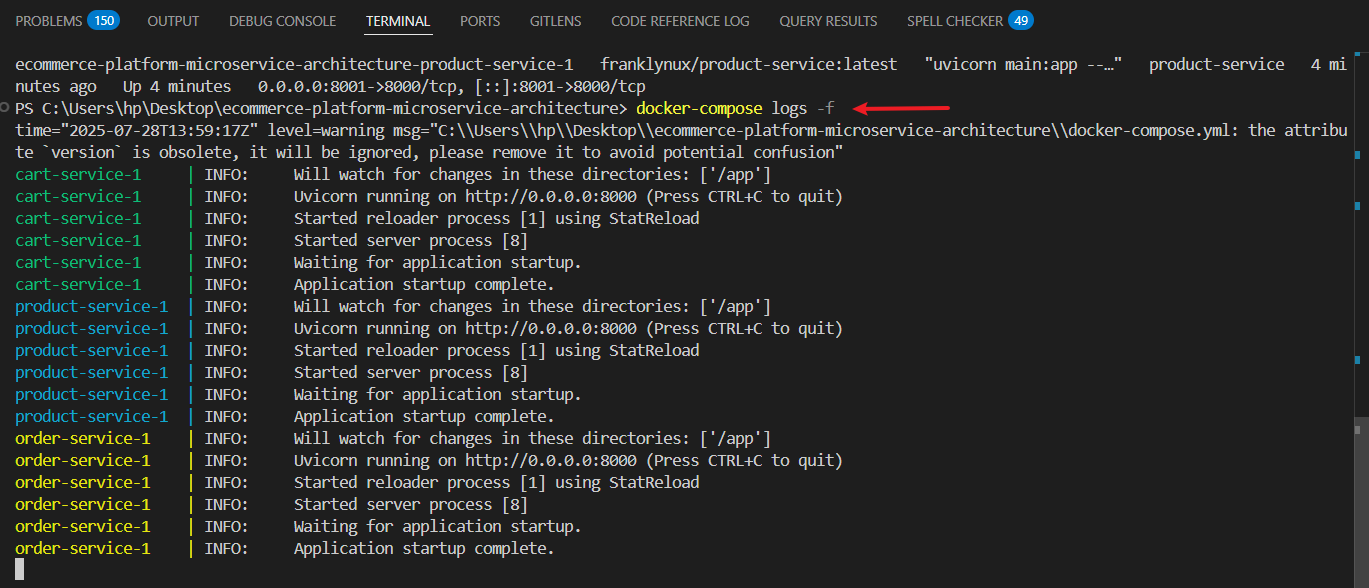 PROBLEMS 150 OUTPUT DEBUG CONSOLE TERMINAL PORTS GITLENS CODE REFERENCE LOG QUERY RESULTS SPELL CHECKER 49
ecommerce-platform-microservice-architecture-product-service-1   franklynux/product-service:latest   "uvicorn main:app --…"   product-service   4 mi
nutes ago   Up 4 minutes   0.0.0.0:8001->8000/tcp, [::]:8001->8000/tcp
PS C:\Users\hp\Desktop\ecommerce-platform-microservice-architecture> docker-compose logs -f
time="2025-07-28T13:59:17Z" level=warning msg="C:\\Users\\hp\\Desktop\\ecommerce-platform-microservice-architecture\\docker-compose.yml: the attribu
te `version` is obsolete, it will be ignored, please remove it to avoid potential confusion"
cart-service-1     | INFO:     Will watch for changes in these directories: ['/app']
cart-service-1     | INFO:     Uvicorn running on http://0.0.0.0:8000 (Press CTRL+C to quit)
cart-service-1     | INFO:     Started reloader process [1] using StatReload
cart-service-1     | INFO:     Started server process [8]
cart-service-1     | INFO:     Waiting for application startup.
cart-service-1     | INFO:     Application startup complete.
product-service-1  | INFO:     Will watch for changes in these directories: ['/app']
product-service-1  | INFO:     Uvicorn running on http://0.0.0.0:8000 (Press CTRL+C to quit)
product-service-1  | INFO:     Started reloader process [1] using StatReload
product-service-1  | INFO:     Started server process [8]
product-service-1  | INFO:     Waiting for application startup.
product-service-1  | INFO:     Application startup complete.
order-service-1    | INFO:     Will watch for changes in these directories: ['/app']
order-service-1    | INFO:     Uvicorn running on http://0.0.0.0:8000 (Press CTRL+C to quit)
order-service-1    | INFO:     Started reloader process [1] using StatReload
order-service-1    | INFO:     Started server process [8]
order-service-1    | INFO:     Waiting for application startup.
order-service-1    | INFO:     Application startup complete.